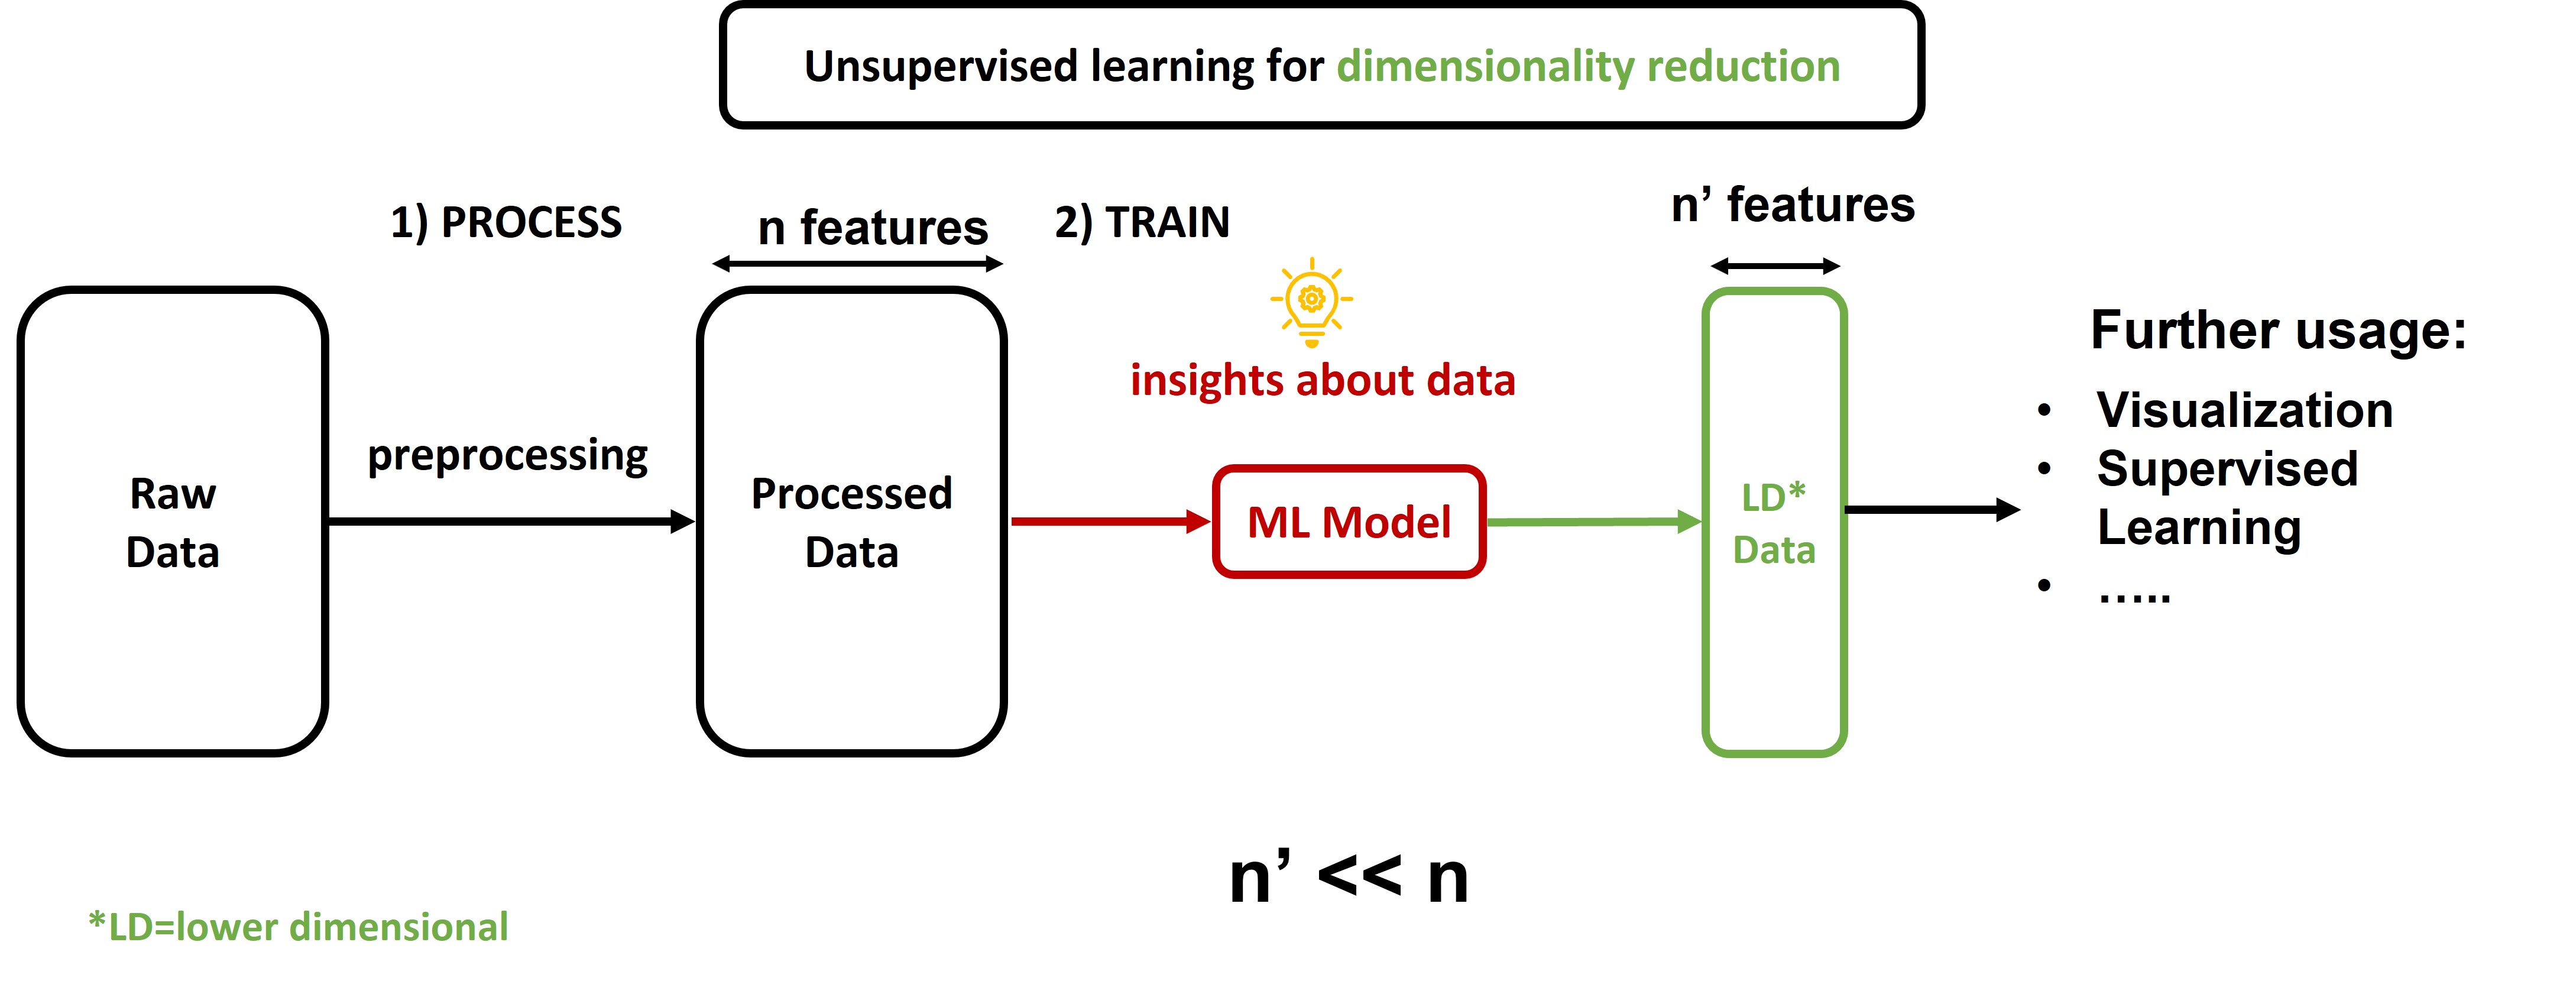 Unsupervised learning for dimensionality reduction
1) PROCESS
n features
2) TRAIN
n’ features
insights about data
Further usage:
• Visualization
• Supervised
Learning
• …..
preprocessing
Raw
Data
Processed
Data
ML Model
LD*
Data
n’ << n
*LD=lower dimensional